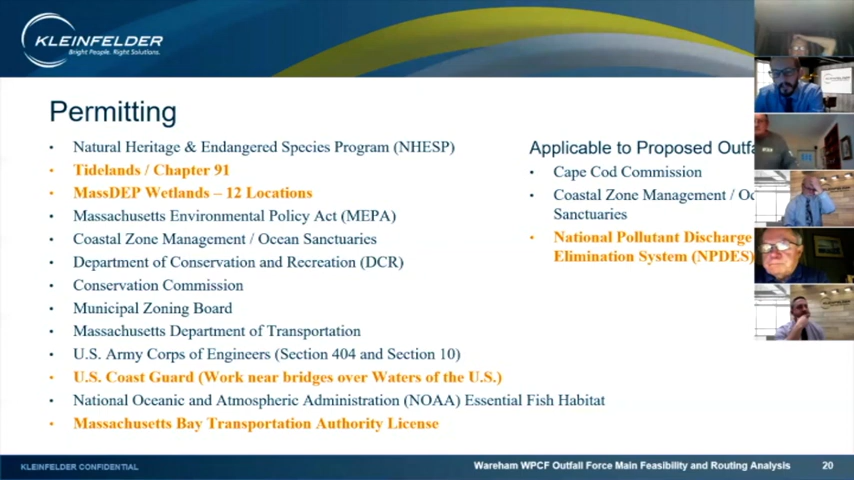 KLEINFELDER
Bright People. Right Solutions.
Permitting
• Natural Heritage & Endangered Species Program (NHESP)
• Tidelands / Chapter 91
• MassDEP Wetlands – 12 Locations
• Massachusetts Environmental Policy Act (MEPA)
• Coastal Zone Management / Ocean Sanctuaries
• Department of Conservation and Recreation (DCR)
• Conservation Commission
• Municipal Zoning Board
• Massachusetts Department of Transportation
• U.S. Army Corps of Engineers (Section 404 and Section 10)
• U.S. Coast Guard (Work near bridges over Waters of the U.S.)
• National Oceanic and Atmospheric Administration (NOAA) Essential Fish Habitat
• Massachusetts Bay Transportation Authority License
Applicable to Proposed Outfa
• Cape Cod Commission
• Coastal Zone Management / Oc
Sanctuaries
• National Pollutant Discharge
Elimination System (NPDES)
KLEINFELDER CONFIDENTIAL
Wareham WPCF Outfall Force Main Feasibility and Routing Analysis
20